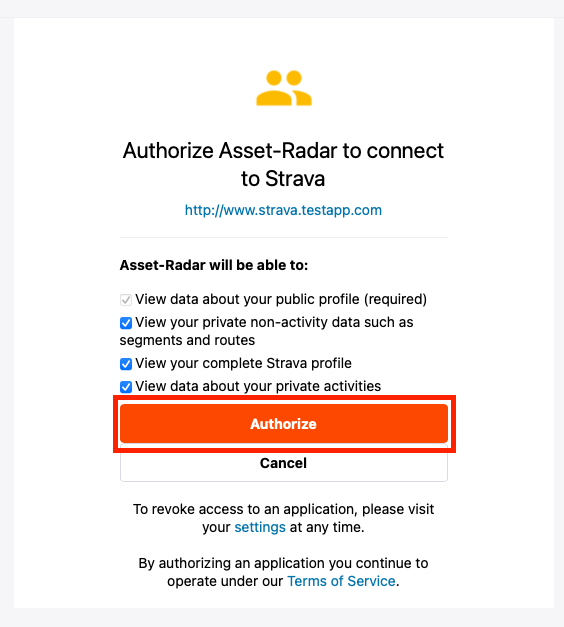 Authorize Asset-Radar to connect
to Strava
http://www.strava.testapp.com
Asset-Radar will be able to:
View data about your public profile (required)
View your private non-activity data such as
segments and routes
View your complete Strava profile
View data about your private activities
Authorize
Cancel
To revoke access to an application, please visit
your settings at any time.
By authorizing an application you continue to
operate under our Terms of Service.